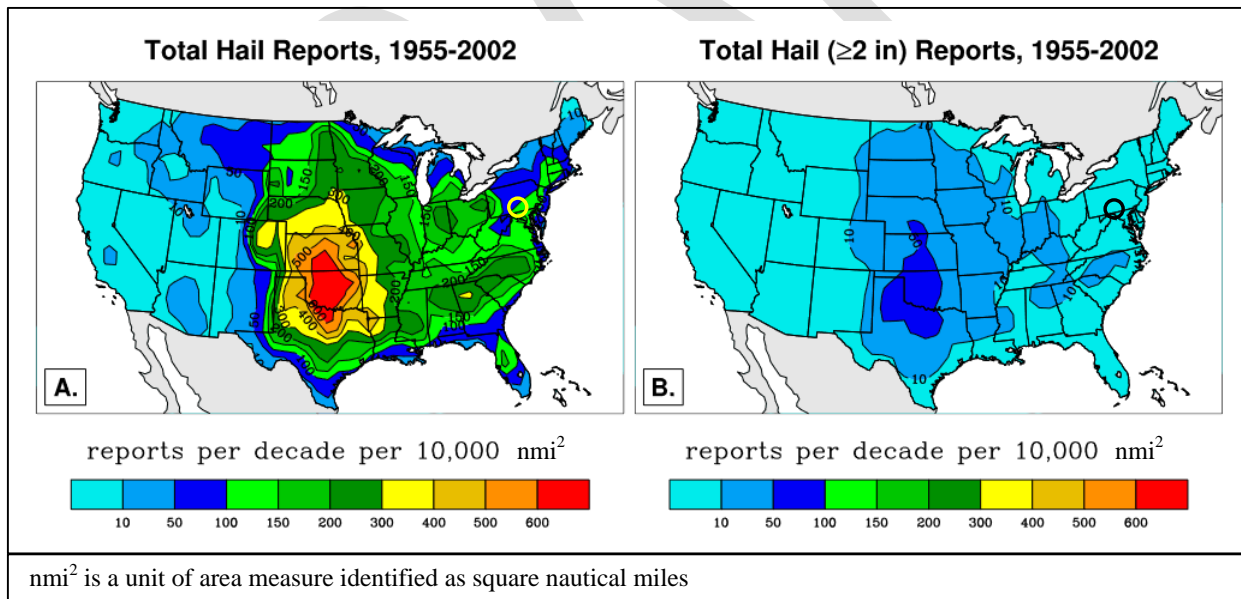 Total Hail Reports, 1955-2002
Total Hail (≥2 in) Reports, 1955-2002
A.
B.
reports per decade per 10,000 nmi²
reports per decade per 10,000 nmi²
10 50 100 150 200 300 400 500 600
10 50 100 150 200 300 400 500 600
nmi² is a unit of area measure identified as square nautical miles